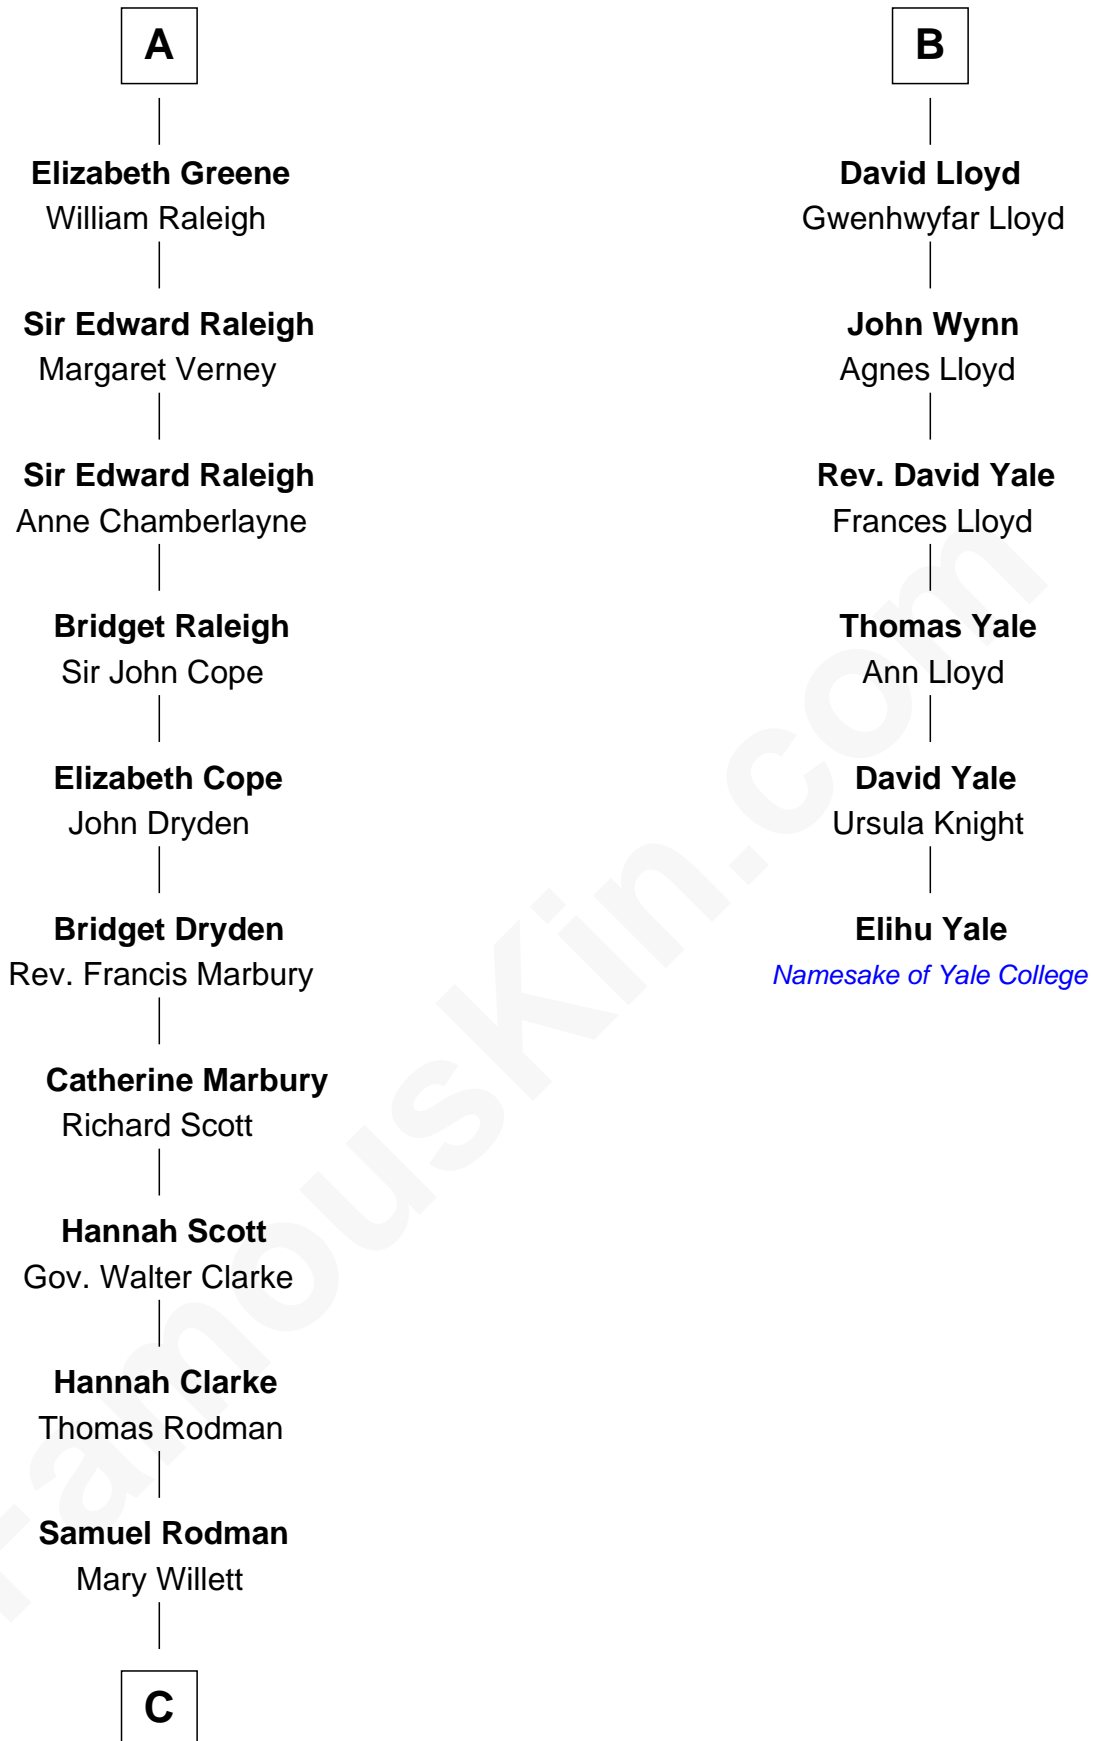 A
Elizabeth Greene
William Raleigh
Sir Edward Raleigh
Margaret Verney
Sir Edward Raleigh
Anne Chamberlayne
Bridget Raleigh
Sir John Cope
Elizabeth Cope
John Dryden
Bridget Dryden
Rev. Francis Marbury
Catherine Marbury
Richard Scott
Hannah Scott
Gov. Walter Clarke
Hannah Clarke
Thomas Rodman
Samuel Rodman
Mary Willett
C
B
David Lloyd
Gwenhwyfar Lloyd
John Wynn
Agnes Lloyd
Rev. David Yale
Frances Lloyd
Thomas Yale
Ann Lloyd
David Yale
Ursula Knight
Elihu Yale
Namesake of Yale College
FamousKin.com